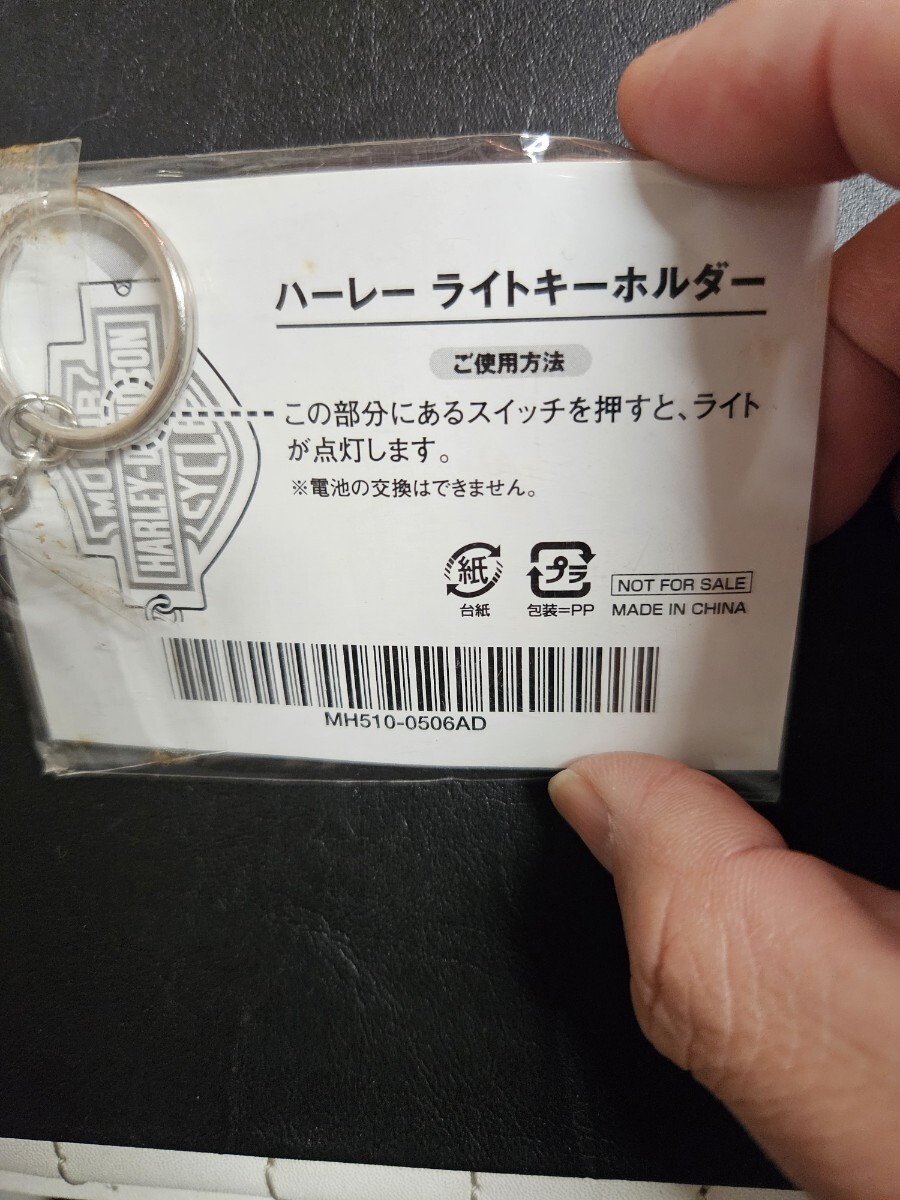 ハーレー ライトキーホルダー
ご使用方法
この部分にあるスイッチを押すと、ライト
が点灯します。
※電池の交換はできません。
紙
プラ
台紙
包装=PP
NOT FOR SALE
MADE IN CHINA
MH510-0506AD
HARLEY-DAVIDSON
CYCLES